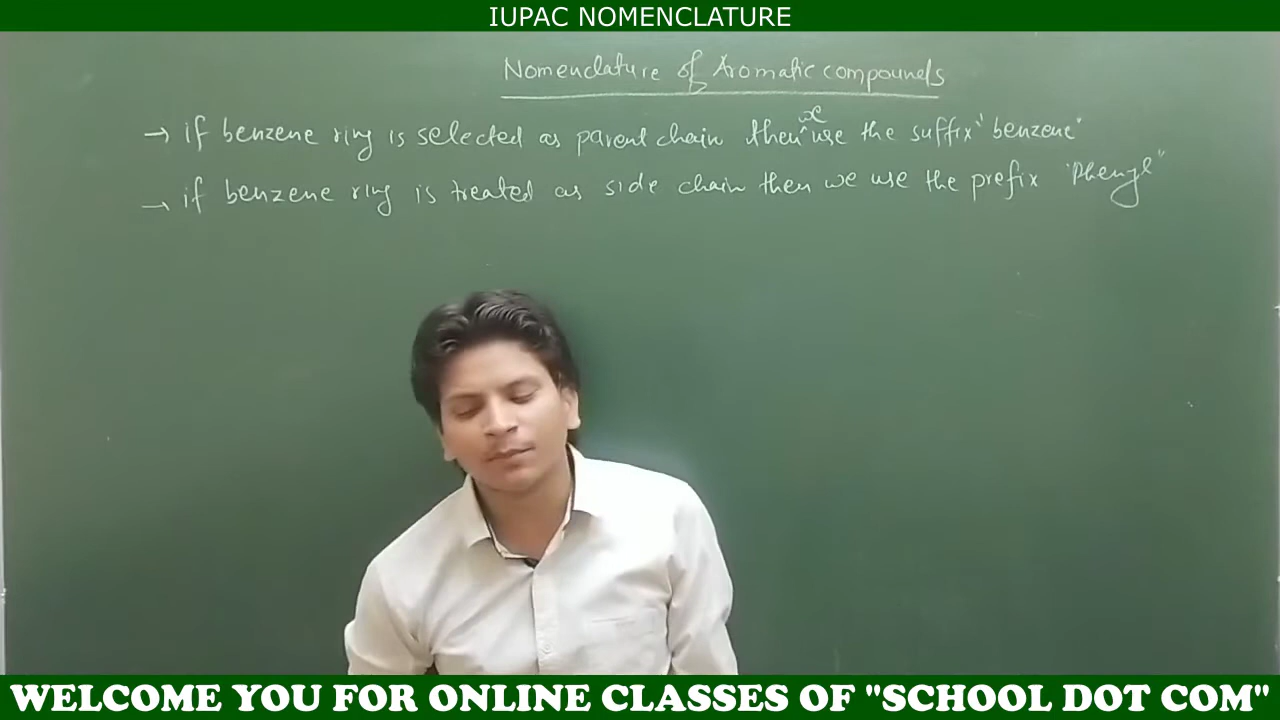 IUPAC NOMENCLATURE
Nomenclature of Aromatic compounds
→ if benzene ring is selected as parent chain then ^we use the suffix "benzene"
→ if benzene ring is treated as side chain then we use the prefix "Phenyl"
WELCOME YOU FOR ONLINE CLASSES OF "SCHOOL DOT COM"